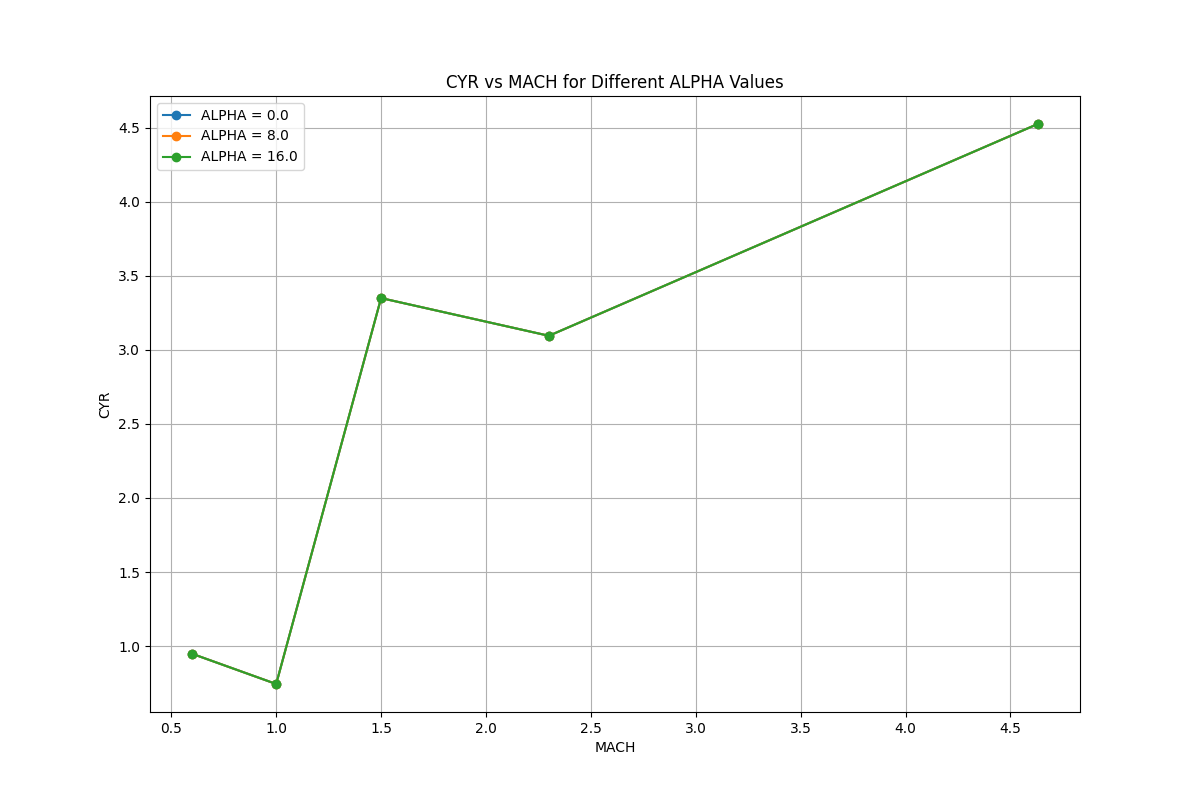 CYR vs MACH for Different ALPHA Values
ALPHA = 0.0
ALPHA = 8.0
ALPHA = 16.0
4.5
4.0
3.5
3.0
2.5
2.0
1.5
1.0
CYR
0.5 1.0 1.5 2.0 2.5 3.0 3.5 4.0 4.5
MACH